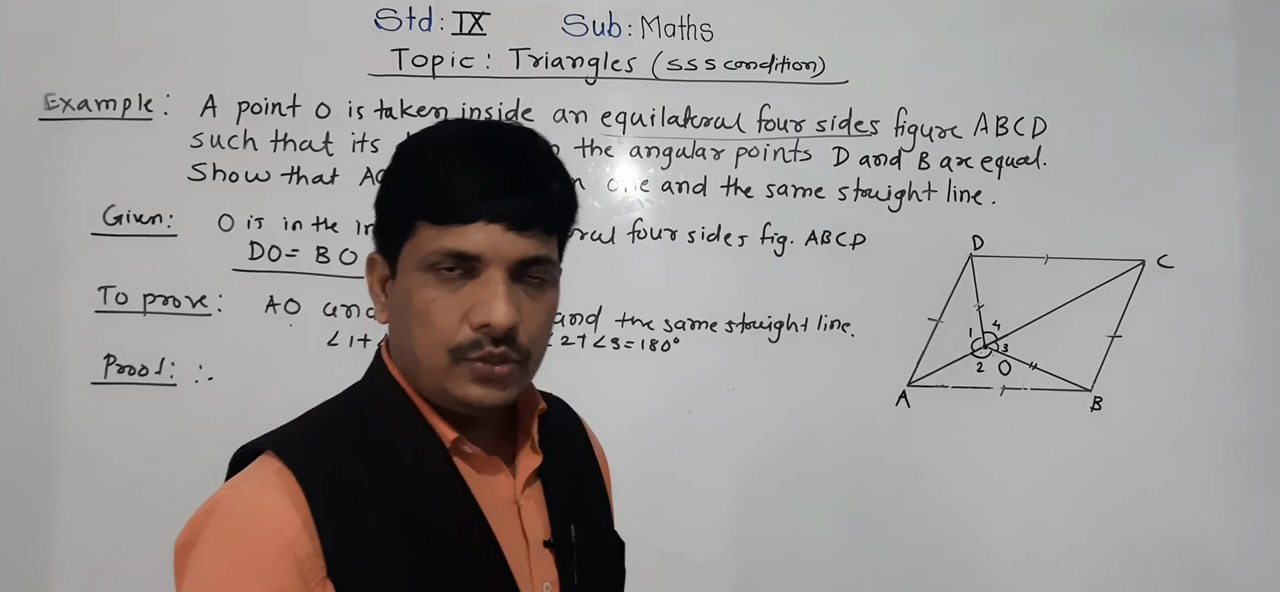 Std: IX Sub: Maths
Topic: Triangles (SSS condition)
Example: A point O is taken inside an equilateral four sides figure ABCD
such that its the angular points D and B are equal.
Show that one and the same straight line.
Given: O is in the four sides fig. ABCD
DO = BO
To prove: AO and and the same straight line.
∠1+ ∠2+∠3=180°
Proof: ∴
D
C
1 4
3
2 O
A
B